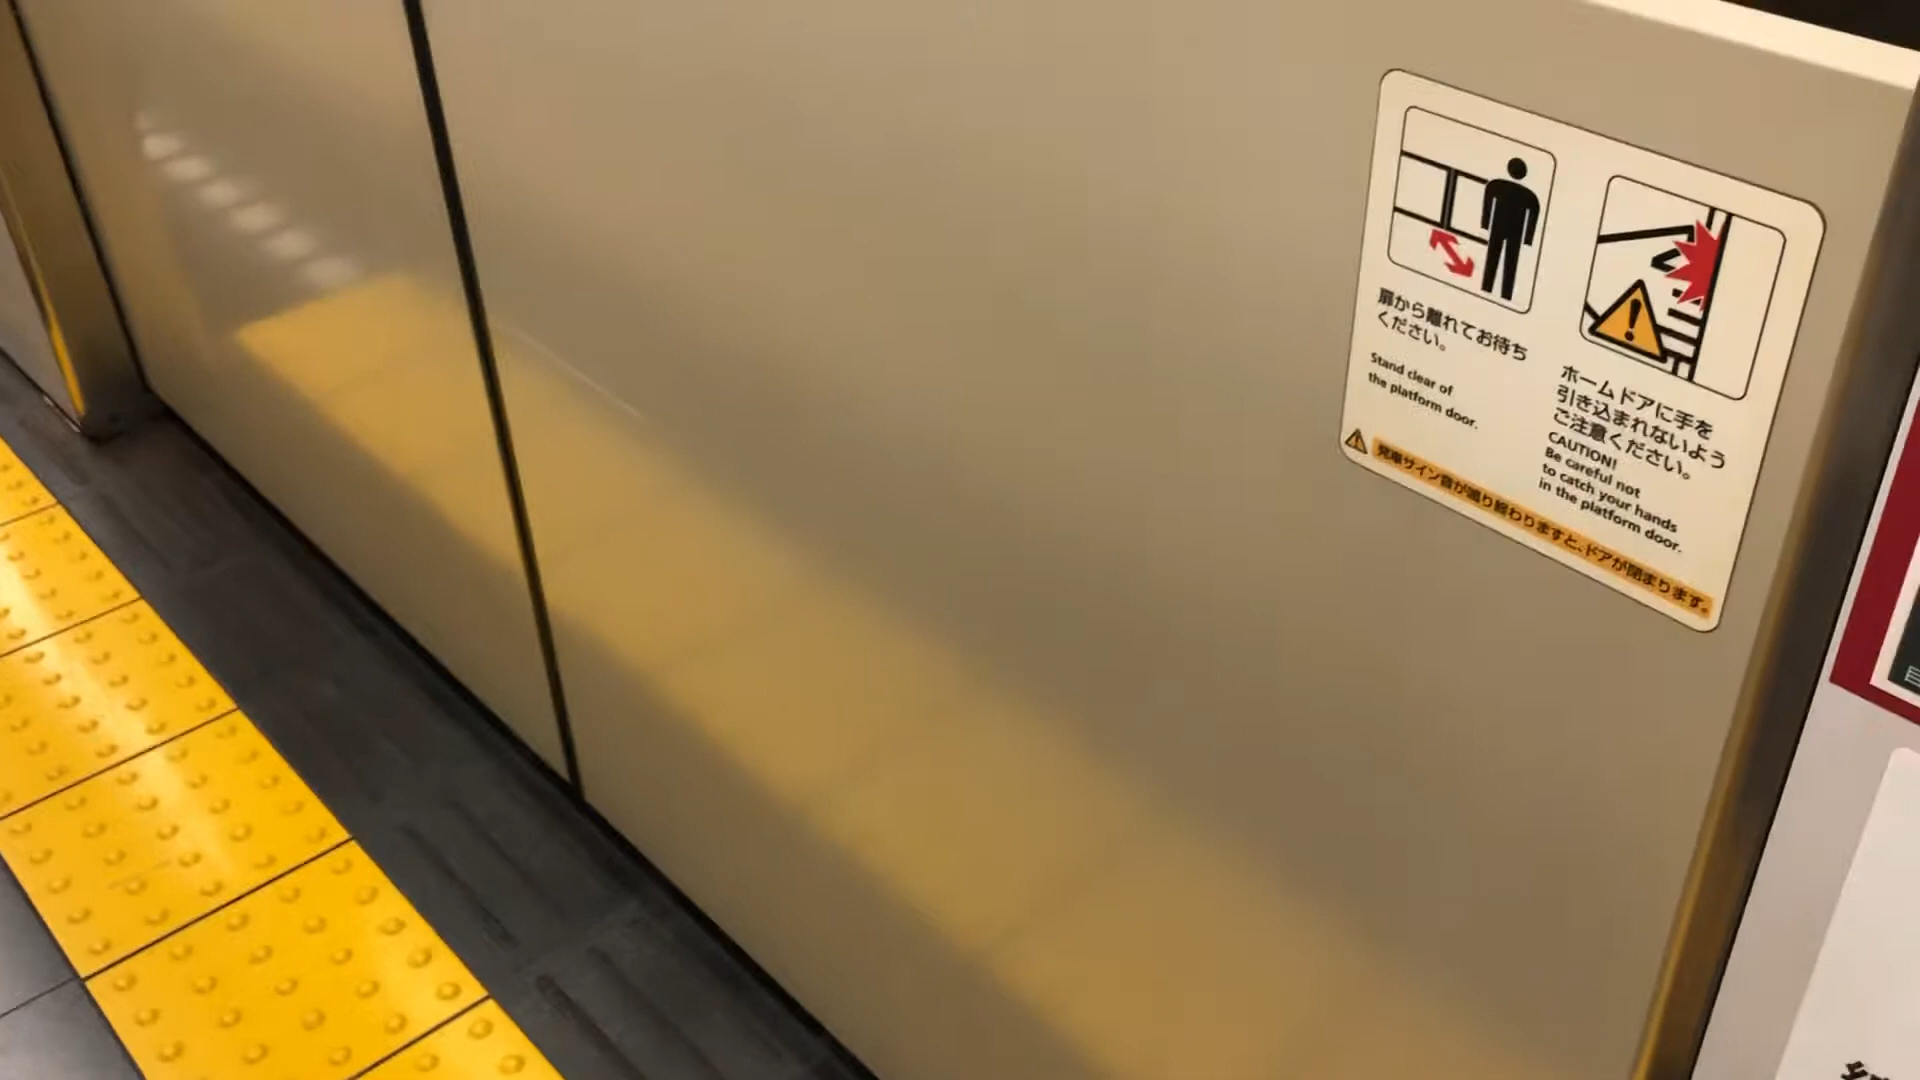 扉から離れてお待ち
ください。
Stand clear of
the platform door.
ホームドアに手を
引き込まれないよう
ご注意ください。
CAUTION!
Be careful not
to catch your hands
in the platform door.
発車サイン音が鳴り終わりますと、ドアが閉まります。